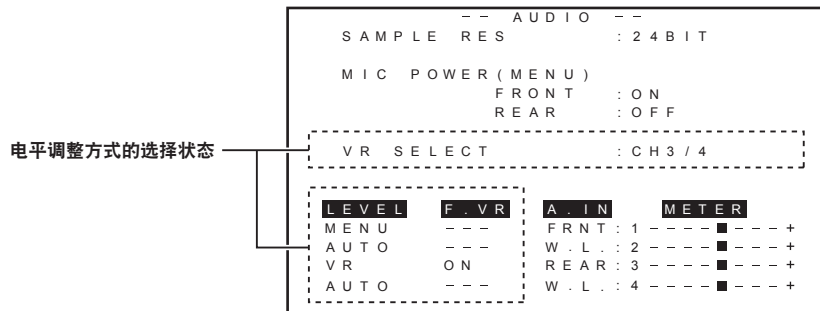 －－ AUDIO －－
SAMPLE RES :24BIT
MIC POWER(MENU)
FRONT :ON
REAR :OFF
电平调整方式的选择状态
VR SELECT :CH3/4
LEVEL F.VR A.IN METER
MENU --- FRNT:1----■---+
AUTO --- W.L.:2----■---+
VR ON REAR:3----■---+
AUTO --- W.L.:4----■---+